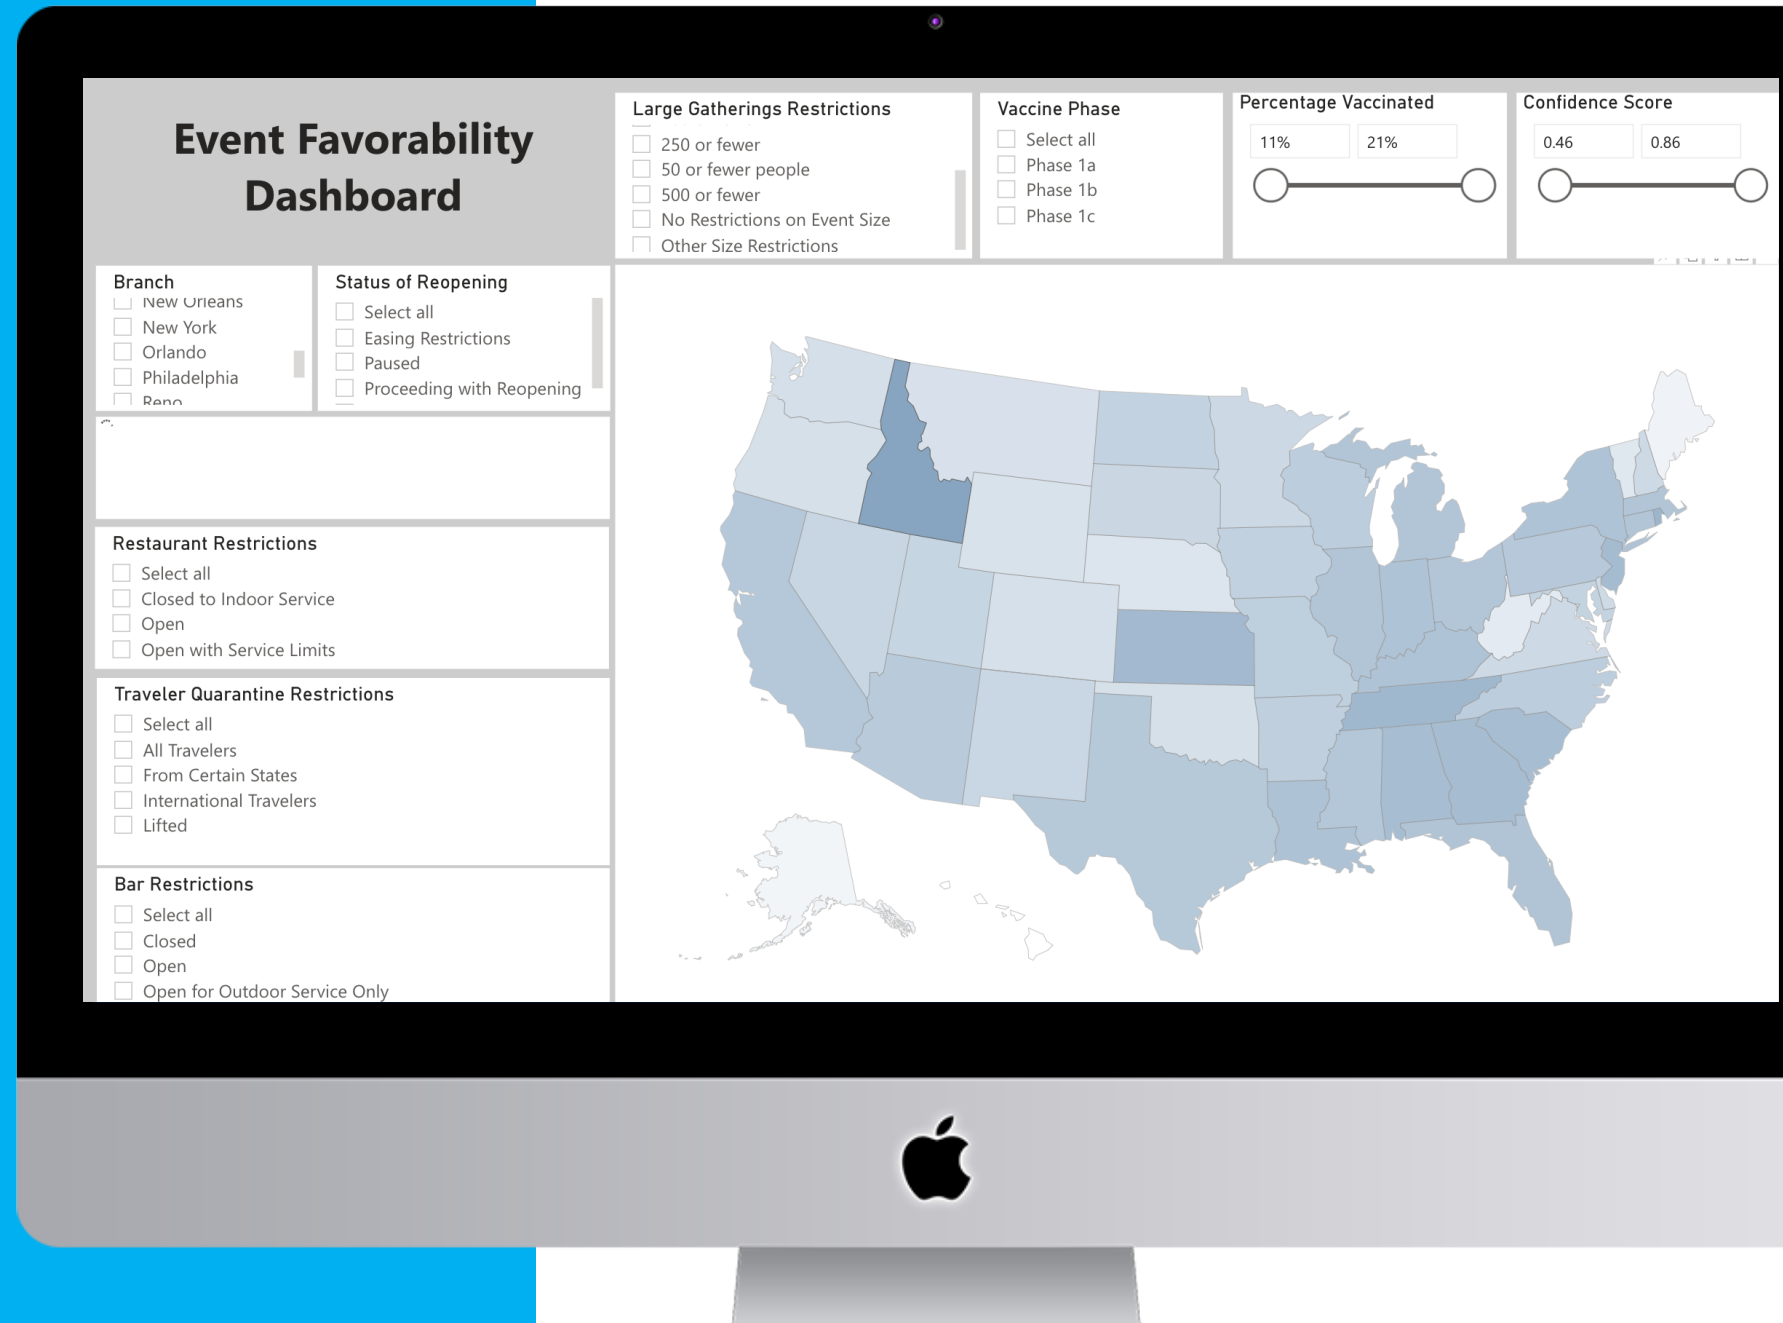 Event Favorability
Dashboard
Large Gatherings Restrictions
250 or fewer
50 or fewer people
500 or fewer
No Restrictions on Event Size
Other Size Restrictions
Vaccine Phase
Select all
Phase 1a
Phase 1b
Phase 1c
Percentage Vaccinated
11%
21%
Confidence Score
0.46
0.86
Branch
New Orleans
New York
Orlando
Philadelphia
Reno
Status of Reopening
Select all
Easing Restrictions
Paused
Proceeding with Reopening
Restaurant Restrictions
Select all
Closed to Indoor Service
Open
Open with Service Limits
Traveler Quarantine Restrictions
Select all
All Travelers
From Certain States
International Travelers
Lifted
Bar Restrictions
Select all
Closed
Open
Open for Outdoor Service Only